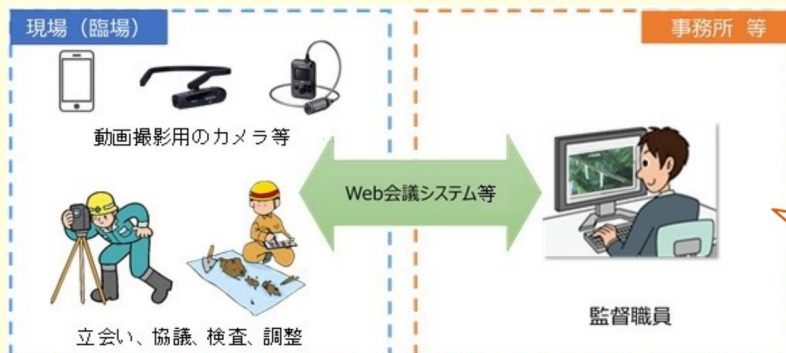 現場（臨場）
事務所 等
動画撮影用のカメラ等
Web会議システム等
立会い、協議、検査、調整
監督職員